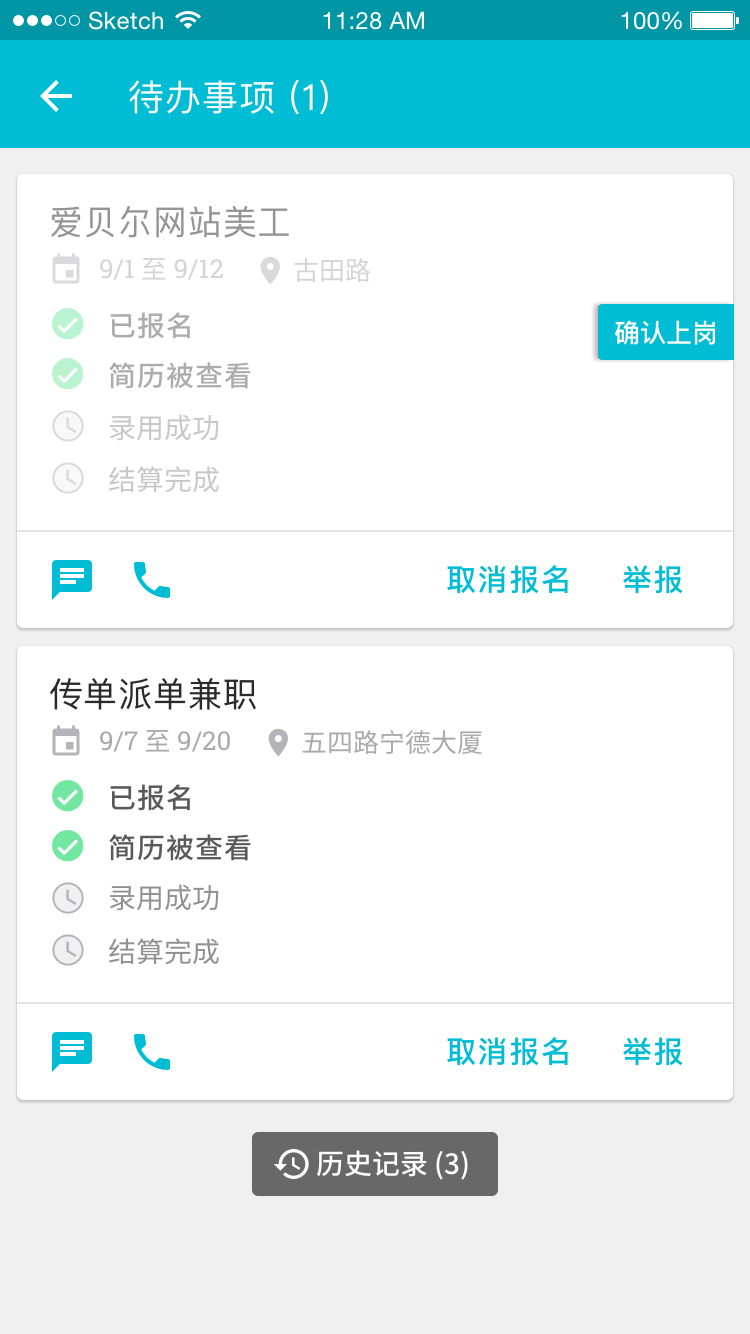 Sketch 11:28 AM 100%
待办事项 (1)
爱贝尔网站美工
9/1 至 9/12 古田路
已报名
确认上岗
简历被查看
录用成功
结算完成
取消报名 举报
传单派单兼职
9/7 至 9/20 五四路宁德大厦
已报名
简历被查看
录用成功
结算完成
取消报名 举报
历史记录 (3)